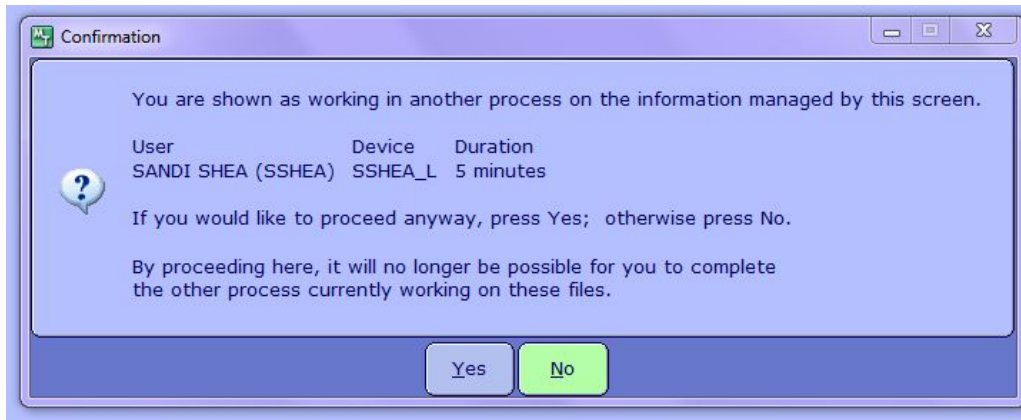 Confirmation
You are shown as working in another process on the information managed by this screen.
User Device Duration
SANDI SHEA (SSHEA) SSHEA_L 5 minutes
If you would like to proceed anyway, press Yes; otherwise press No.
By proceeding here, it will no longer be possible for you to complete
the other process currently working on these files.
Yes No